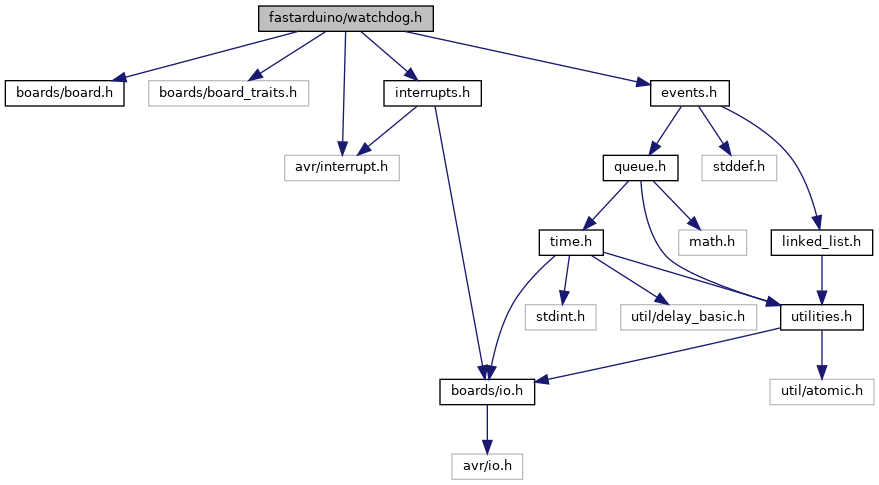 fastarduino/watchdog.h
boards/board.h
boards/board_traits.h
interrupts.h
events.h
avr/interrupt.h
queue.h
stddef.h
time.h
math.h
linked_list.h
stdint.h
util/delay_basic.h
utilities.h
boards/io.h
util/atomic.h
avr/io.h